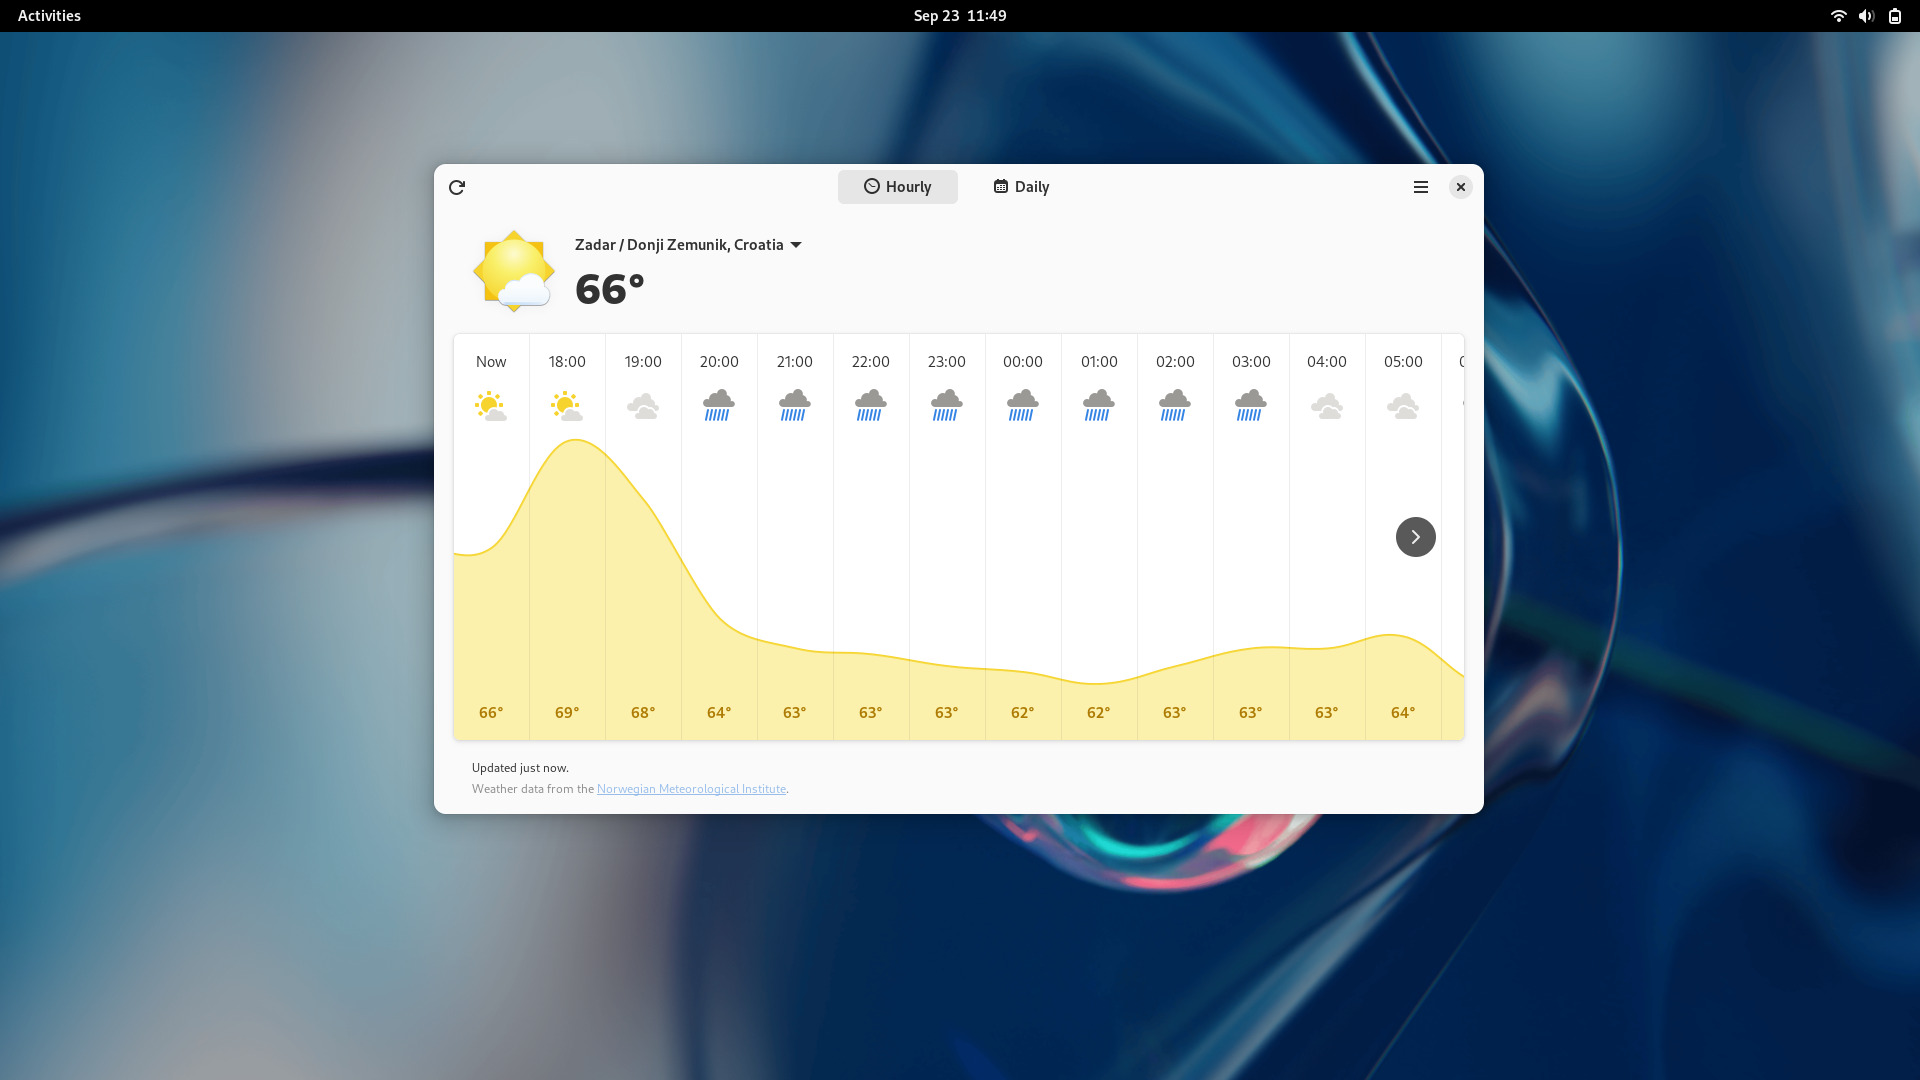 Activities
Sep 23 11:49
Hourly
Daily
Zadar / Donji Zemunik, Croatia
66°
Now 18:00 19:00 20:00 21:00 22:00 23:00 00:00 01:00 02:00 03:00 04:00 05:00
66° 69° 68° 64° 63° 63° 63° 62° 62° 63° 63° 63° 64°
Updated just now.
Weather data from the Norwegian Meteorological Institute.